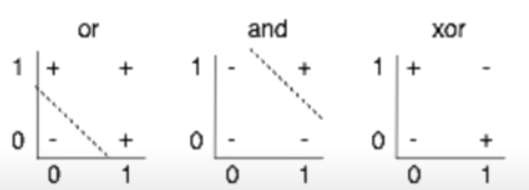 or and xor
1 + + 1 - + 1 + -
0 - + 0 - - 0 - +
0 1 0 1 0 1